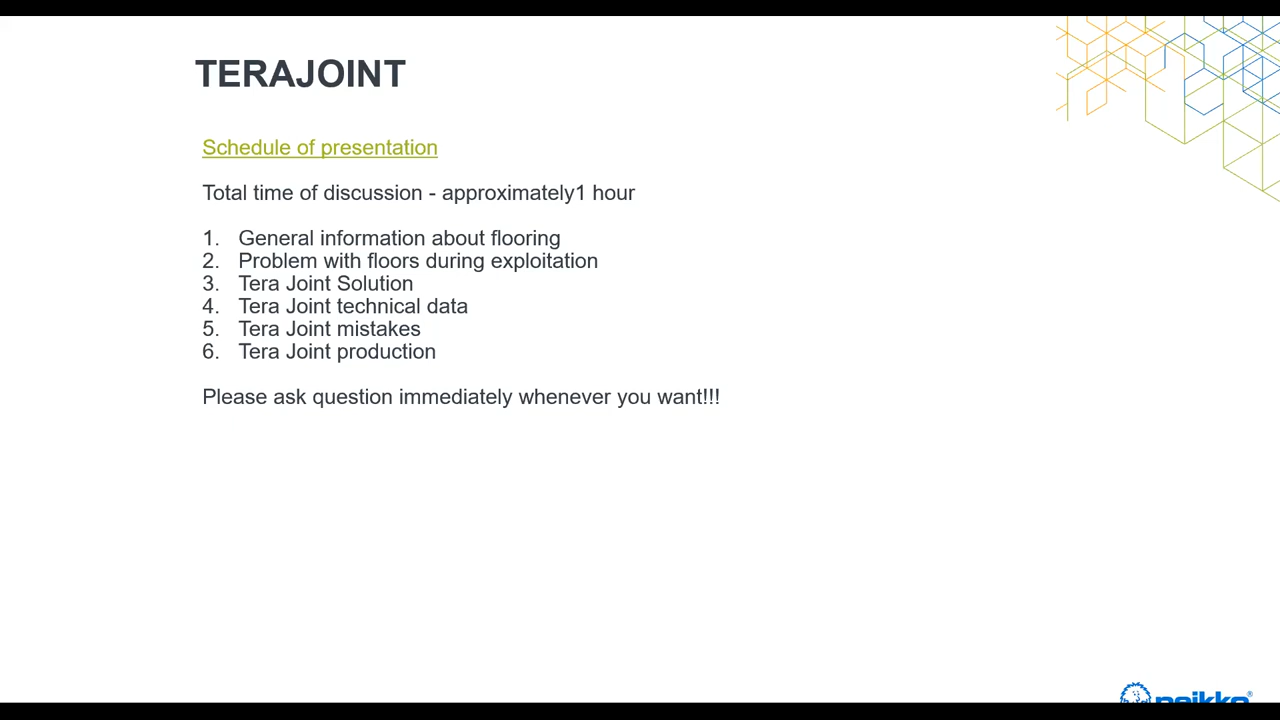 TERAJOINT
Schedule of presentation
Total time of discussion - approximately1 hour
1. General information about flooring
2. Problem with floors during exploitation
3. Tera Joint Solution
4. Tera Joint technical data
5. Tera Joint mistakes
6. Tera Joint production
Please ask question immediately whenever you want!!!
peikko®